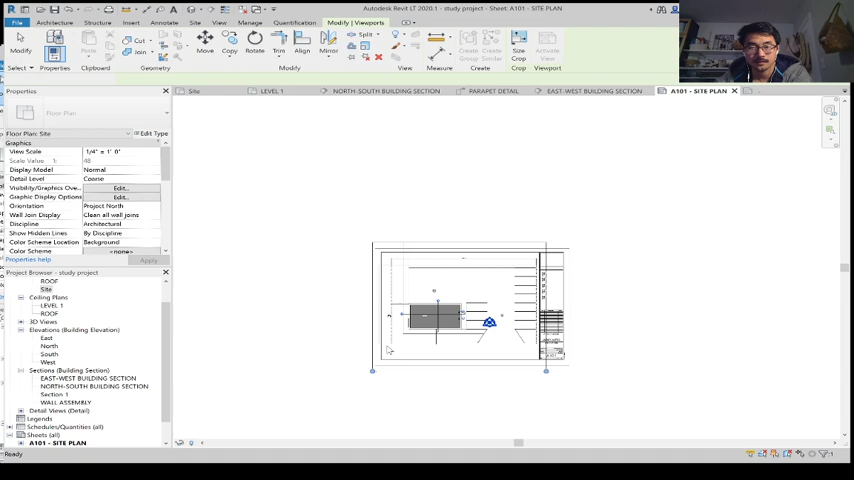 Autodesk Revit LT 2020.1 - study project - Sheet: A101 - SITE PLAN
File
Architecture
Structure
Insert
Annotate
Site
View
Manage
Quantification
Modify | Viewports
Modify
Properties
Paste
Cut
Join
Move
Copy
Rotate
Trim
Align
Mirror
Split
Measure
Create Group
Create Similar
Size Crop
Activate View
Select
Properties
Clipboard
Geometry
Modify
Measure
Create
Crop
Viewport
Properties
Site
LEVEL 1
NORTH-SOUTH BUILDING SECTION
PARAPET DETAIL
EAST-WEST BUILDING SECTION
A101 - SITE PLAN
Floor Plan
Floor Plan: Site
Edit Type
Graphics
View Scale 1/4" = 1'-0"
Scale Value 1: 48
Display Model Normal
Detail Level Coarse
Visibility/Graphics Ove... Edit...
Graphic Display Options Edit...
Orientation Project North
Wall Join Display Clean all wall joins
Discipline Architectural
Show Hidden Lines By Discipline
Color Scheme Location Background
Color Scheme <none>
Properties help
Apply
Project Browser - study project
ROOF
Site
Ceiling Plans
LEVEL 1
ROOF
3D Views
Elevations (Building Elevation)
East
North
South
West
Sections (Building Section)
EAST-WEST BUILDING SECTION
NORTH-SOUTH BUILDING SECTION
Section 1
WALL ASSEMBLY
Detail Views (Detail)
Legends
Schedules/Quantities (all)
Sheets (all)
A101 - SITE PLAN
Ready